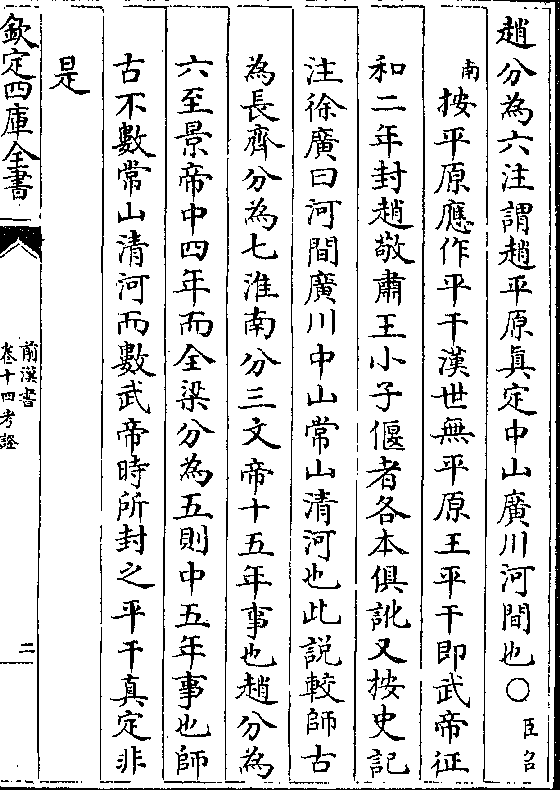 趙分為六注謂趙平原真定中山廣川河間也〇臣召
南按平原應作平干漢世無平原王平干即武帝征
和二年封趙敬肅王小子偃者各本俱訛又按史記
注徐廣曰河間廣川中山常山清河也此説較師古
為長齊分為七淮南分三文帝十五年事也趙分為
六至景帝中四年而全梁分為五則中五年事也師
古不數常山清河而數武帝時所封之平干真定非
是
欽定四庫全書
前漢書
卷十四考證
二